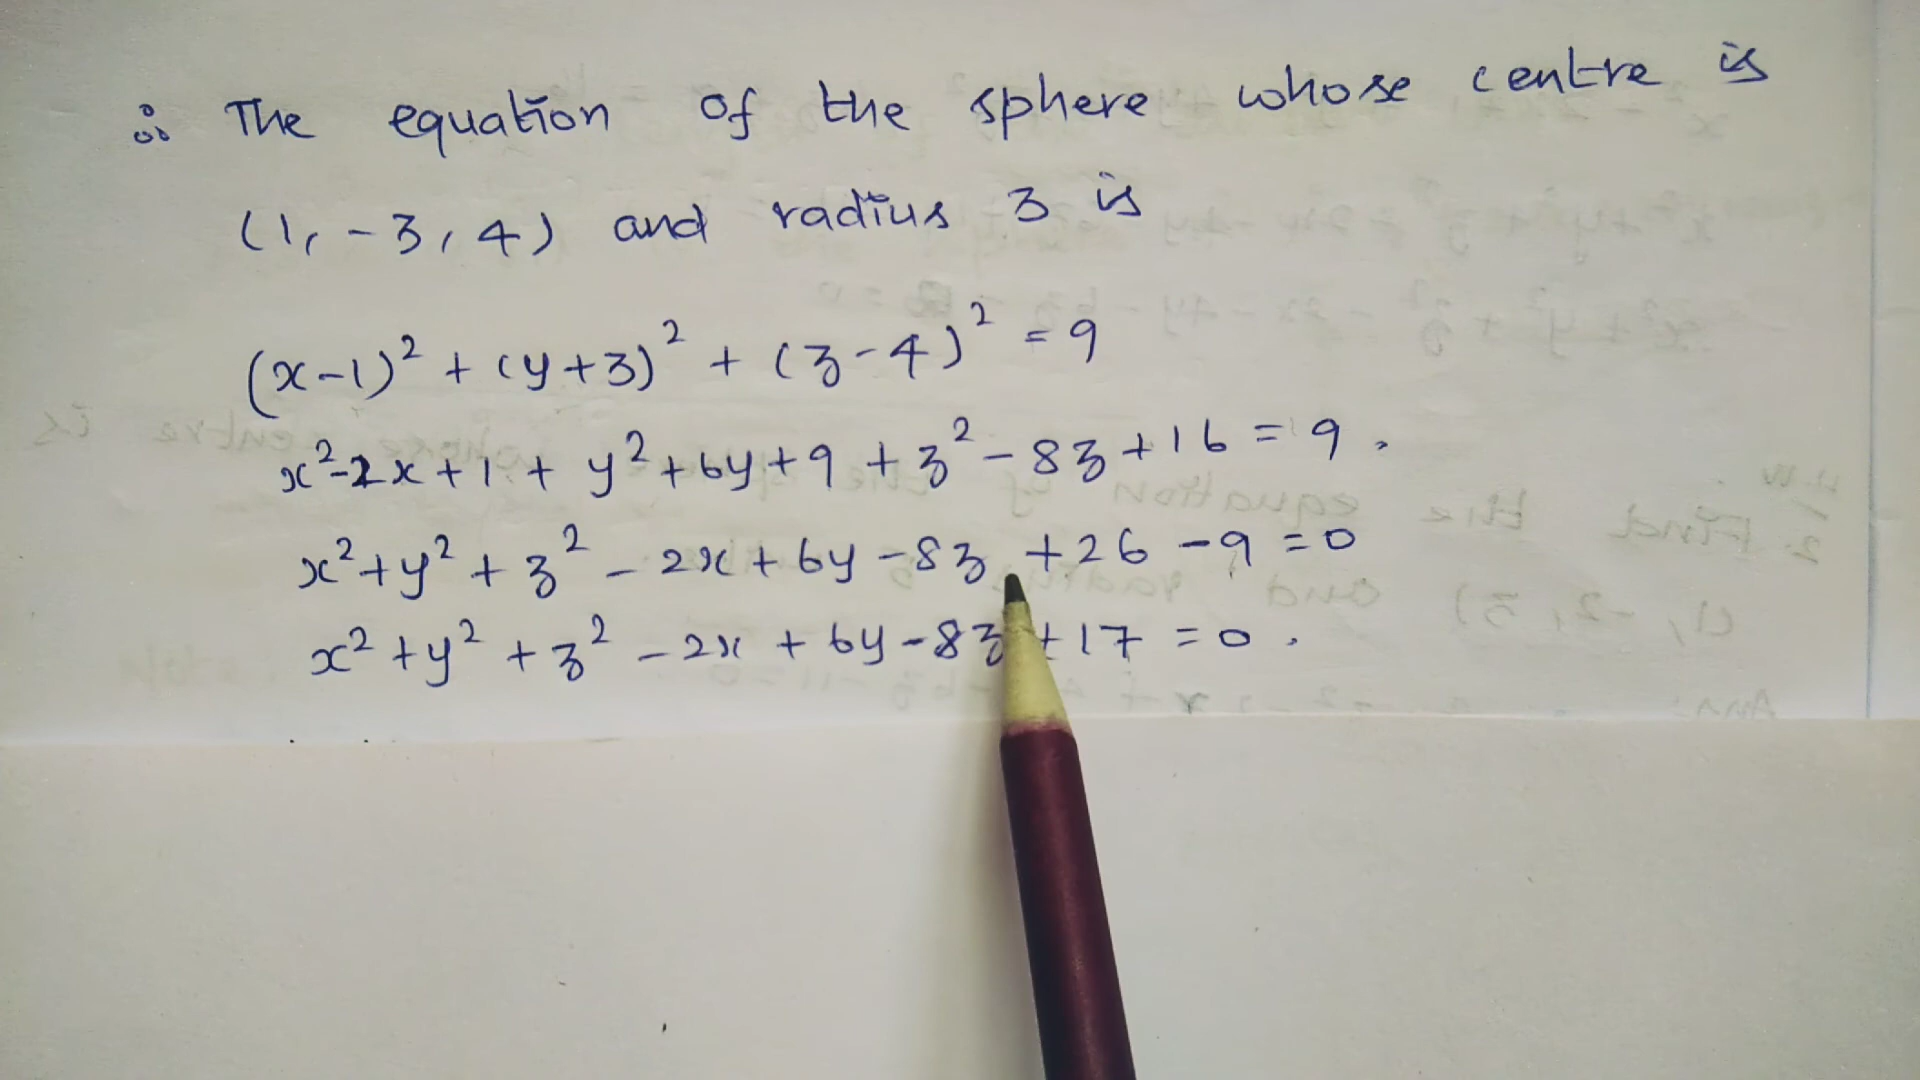 ∴ The equation of the sphere whose centre is
(1, -3, 4) and radius 3 is
(x-1)² + (y+3)² + (z-4)² = 9
x²-2x+1 + y²+6y+9 + z²-8z+16 = 9.
x²+y²+z² - 2x+6y-8z+26-9=0
x²+y²+z²-2x+6y-8z+17=0.